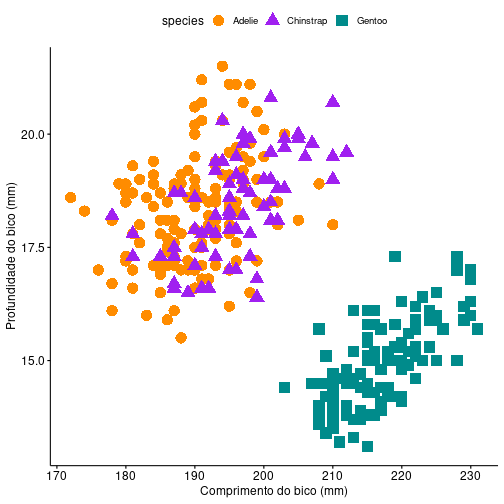 species Adelie Chinstrap Gentoo
20.0
17.5
15.0
Profundidade do bico (mm)
170 180 190 200 210 220 230
Comprimento do bico (mm)